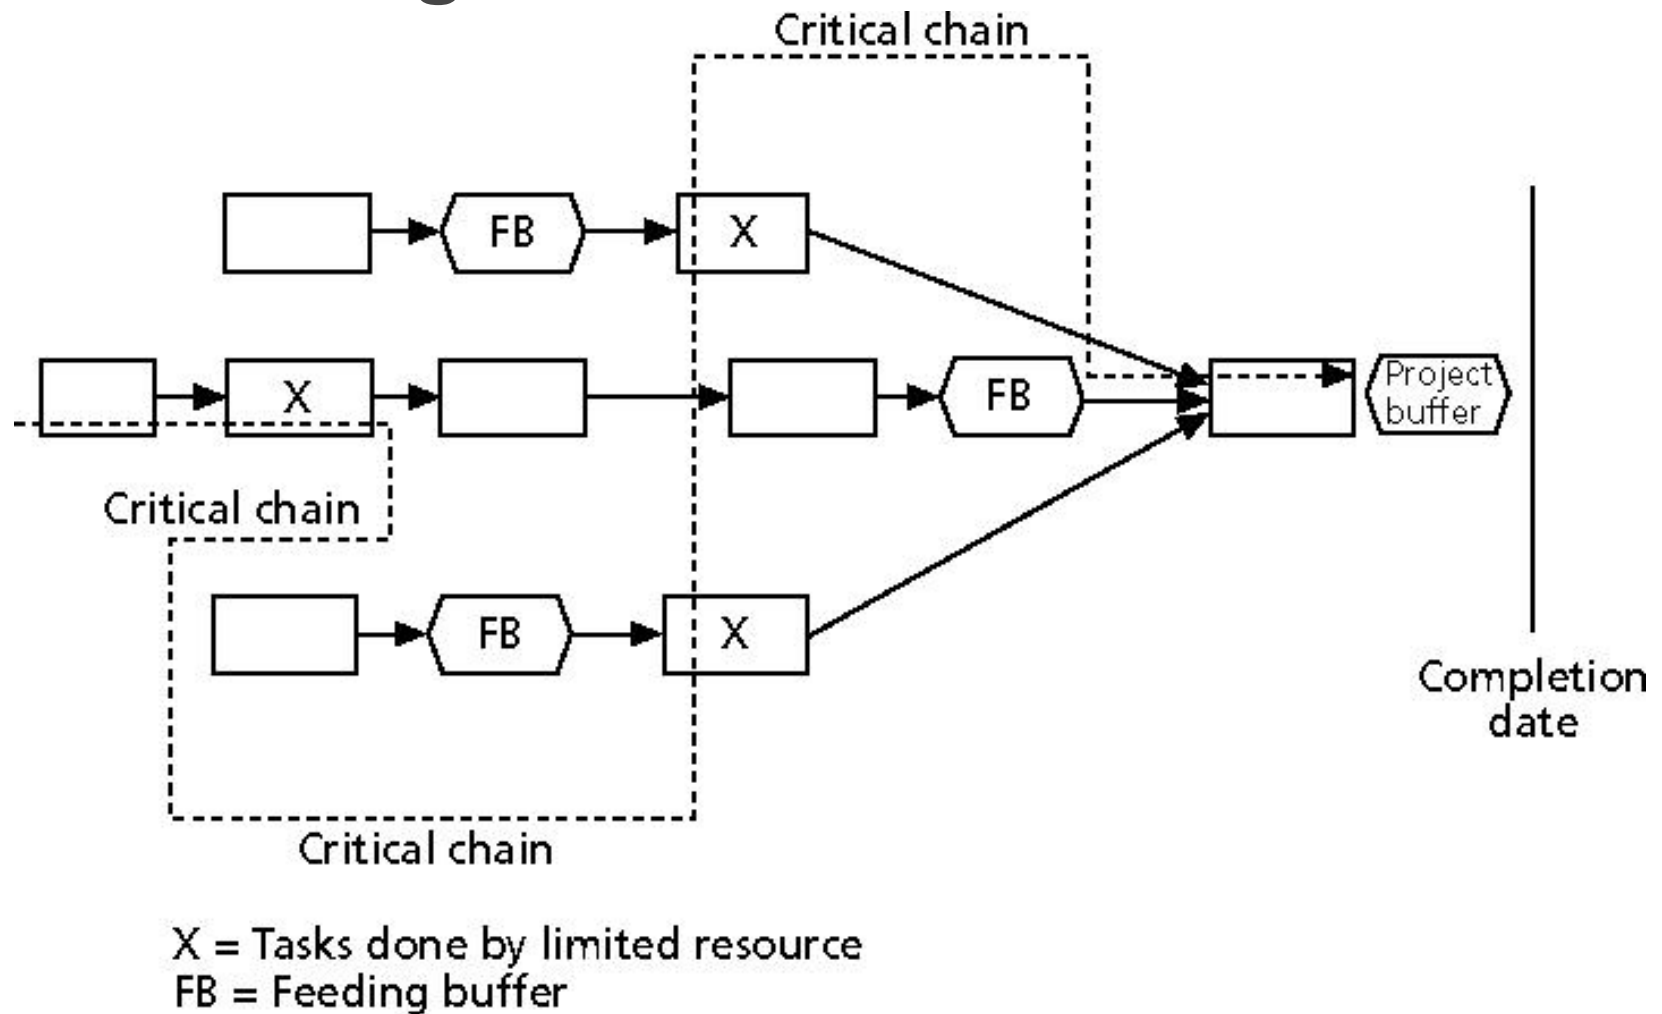 Critical chain
FB
X
X
FB
Project
buffer
Critical chain
FB
X
Completion
date
Critical chain
X = Tasks done by limited resource
FB = Feeding buffer